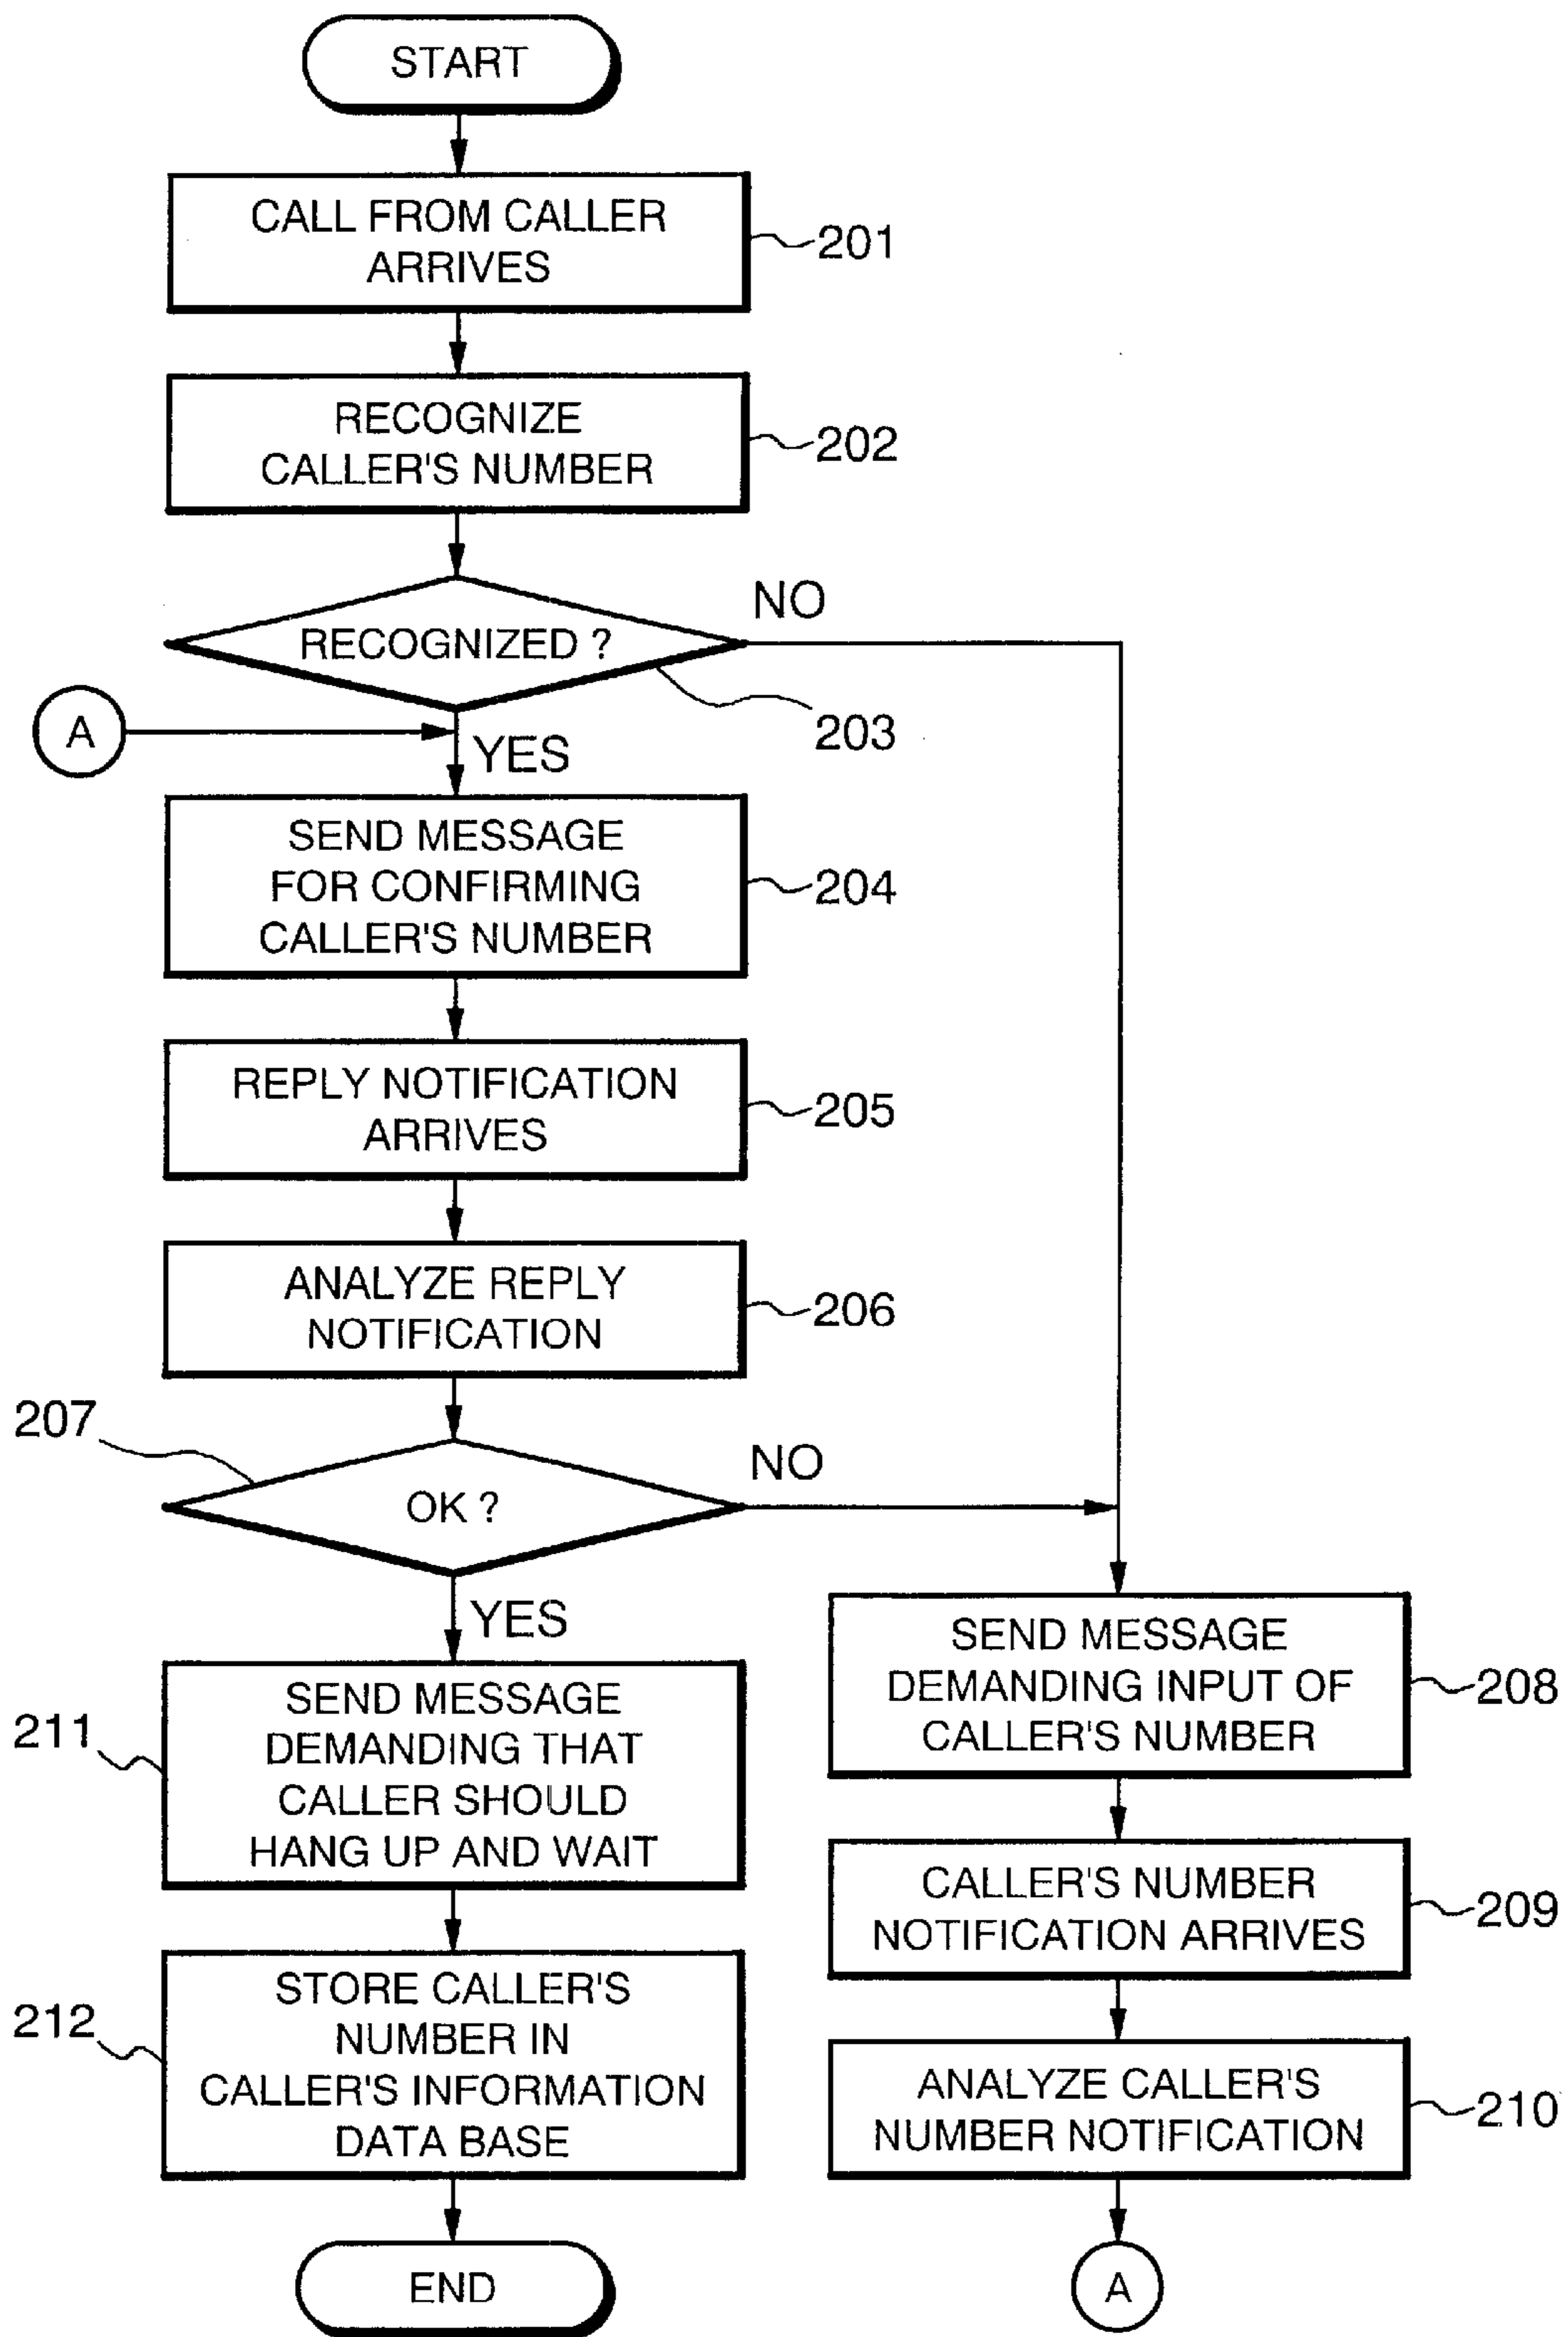 START
CALL FROM CALLER
ARRIVES
201
RECOGNIZE
CALLER'S NUMBER
202
RECOGNIZED ?
NO
203
A
YES
SEND MESSAGE
FOR CONFIRMING
CALLER'S NUMBER
204
REPLY NOTIFICATION
ARRIVES
205
ANALYZE REPLY
NOTIFICATION
206
207
OK ?
NO
YES
211
SEND MESSAGE
DEMANDING THAT
CALLER SHOULD
HANG UP AND WAIT
212
STORE CALLER'S
NUMBER IN
CALLER'S INFORMATION
DATA BASE
END
SEND MESSAGE
DEMANDING INPUT OF
CALLER'S NUMBER
208
CALLER'S NUMBER
NOTIFICATION ARRIVES
209
ANALYZE CALLER'S
NUMBER NOTIFICATION
210
A